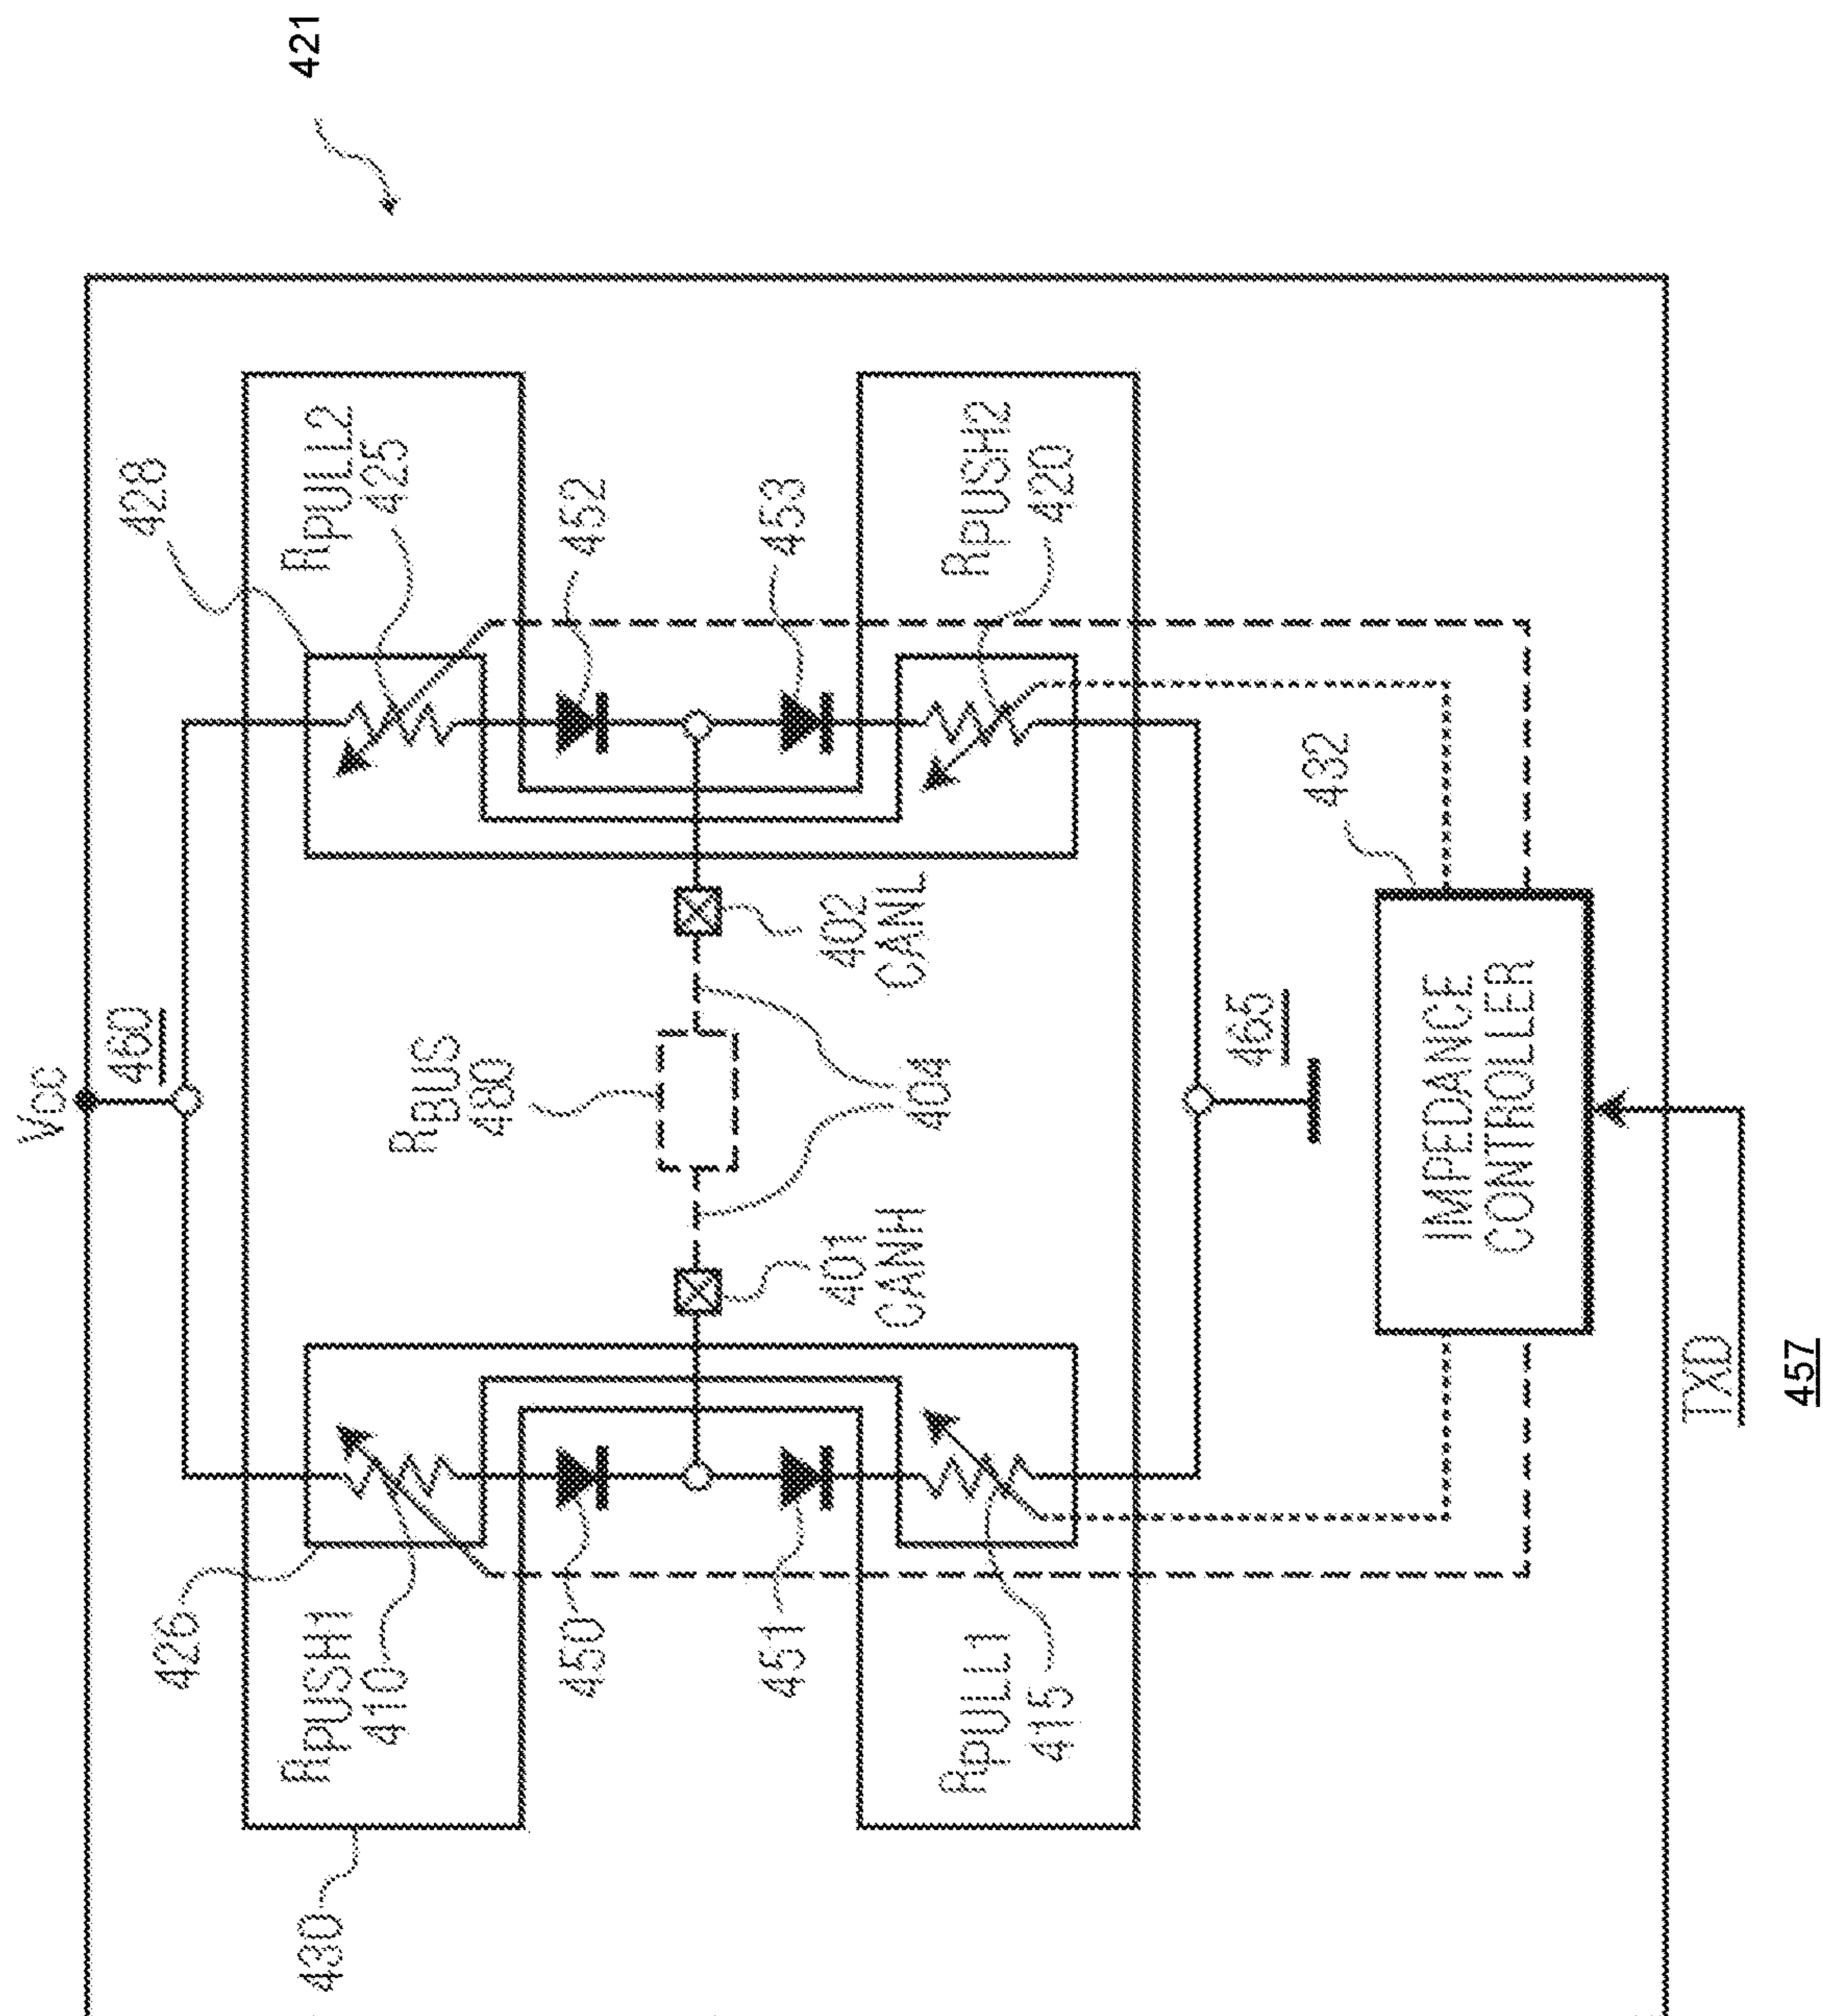 421
VCC
460
428
RPULL2
425
452
453
RPUSH2
420
432
RBUS
480
402
CANL
404
401
CANH
465
IMPEDANCE
CONTROLLER
426
RPUSH1
410
450
451
RPULL1
415
430
TXD
457